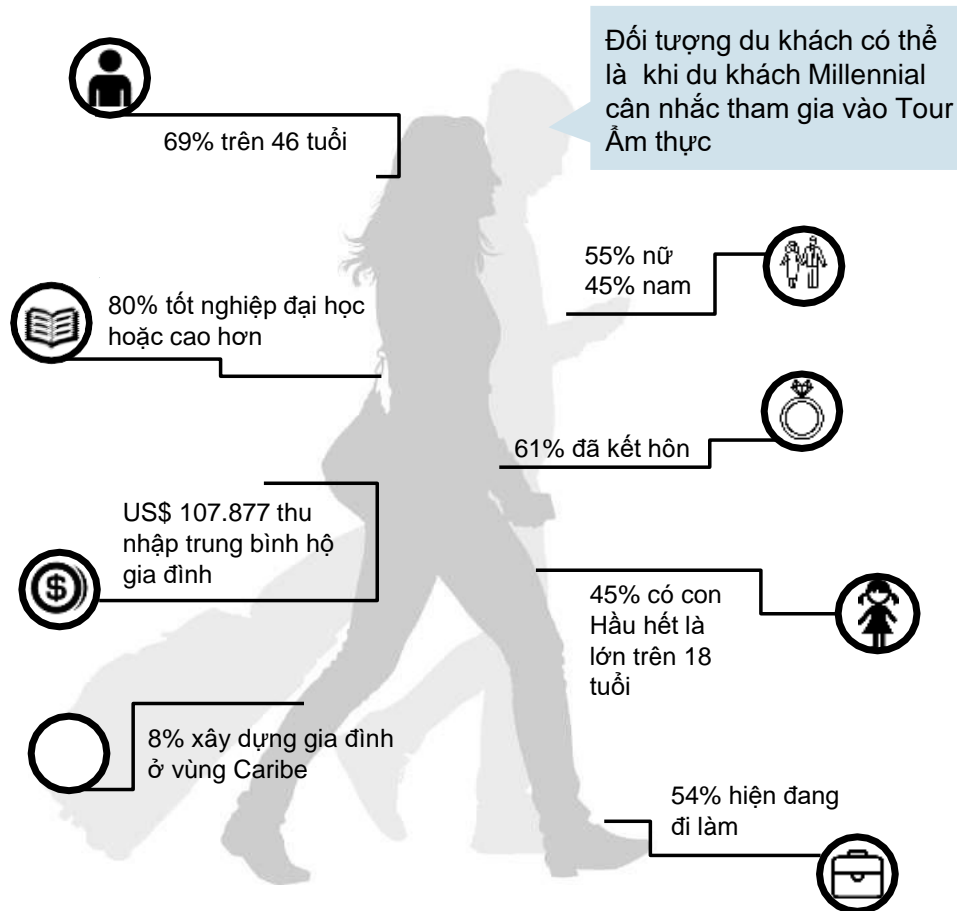 Đối tượng du khách có thể
là khi du khách Millennial
cân nhắc tham gia vào Tour
Ẩm thực
69% trên 46 tuổi
55% nữ
45% nam
80% tốt nghiệp đại học
hoặc cao hơn
61% đã kết hôn
US$ 107.877 thu
nhập trung bình hộ
gia đình
45% có con
Hầu hết là
lớn trên 18
tuổi
8% xây dựng gia đình
ở vùng Caribe
54% hiện đang
đi làm